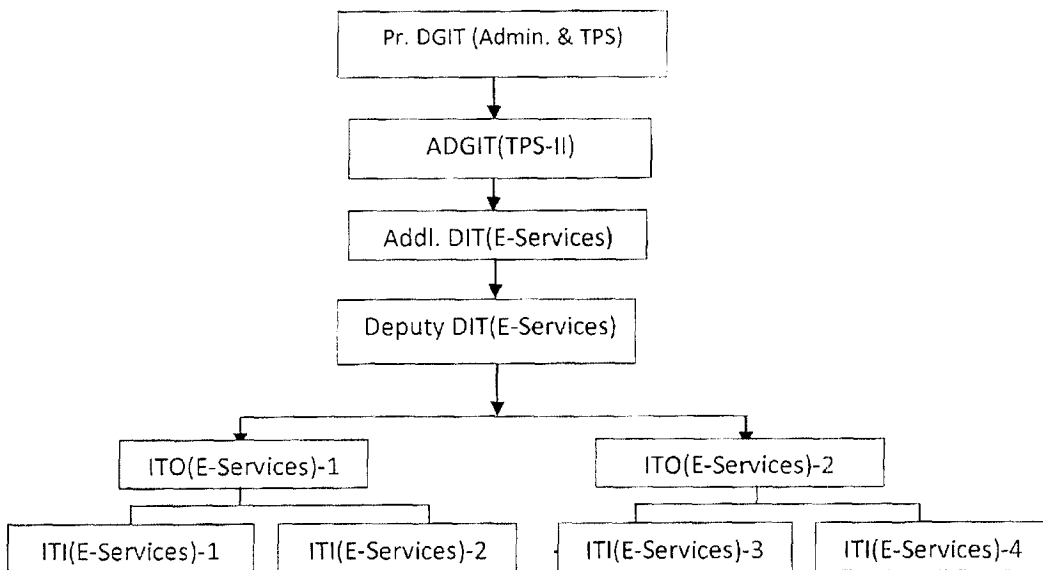 Pr. DGIT (Admin. & TPS)
ADGIT(TPS-II)
Addl. DIT(E-Services)
Deputy DIT(E-Services)
ITO(E-Services)-1
ITO(E-Services)-2
ITI(E-Services)-1
ITI(E-Services)-2
ITI(E-Services)-3
ITI(E-Services)-4